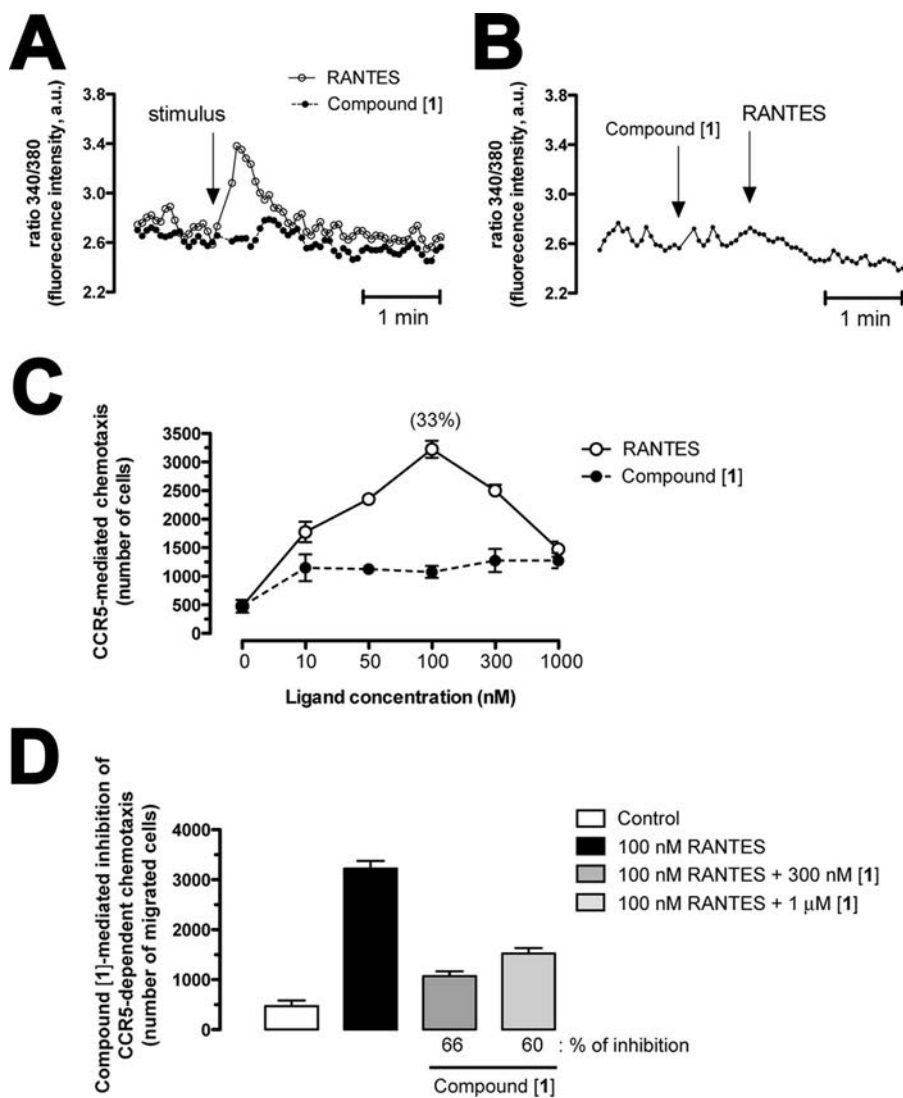 A
RANTES
Compound [1]
stimulus
ratio 340/380
(fluorecence intensity, a.u.)
3.8
3.4
3.0
2.6
2.2
1 min
B
Compound [1]
RANTES
ratio 340/380
(fluorecence intensity, a.u.)
3.8
3.4
3.0
2.6
2.2
1 min
C
(33%)
RANTES
Compound [1]
CCR5-mediated chemotaxis
(number of cells)
3500
3000
2500
2000
1500
1000
500
0
0 10 50 100 300 1000
Ligand concentration (nM)
D
Compound [1]-mediated inhibition of
CCR5-dependent chemotaxis
(number of migrated cells)
4000
3000
2000
1000
0
Control
100 nM RANTES
100 nM RANTES + 300 nM [1]
100 nM RANTES + 1 μM [1]
66 60 : % of inhibition
Compound [1]